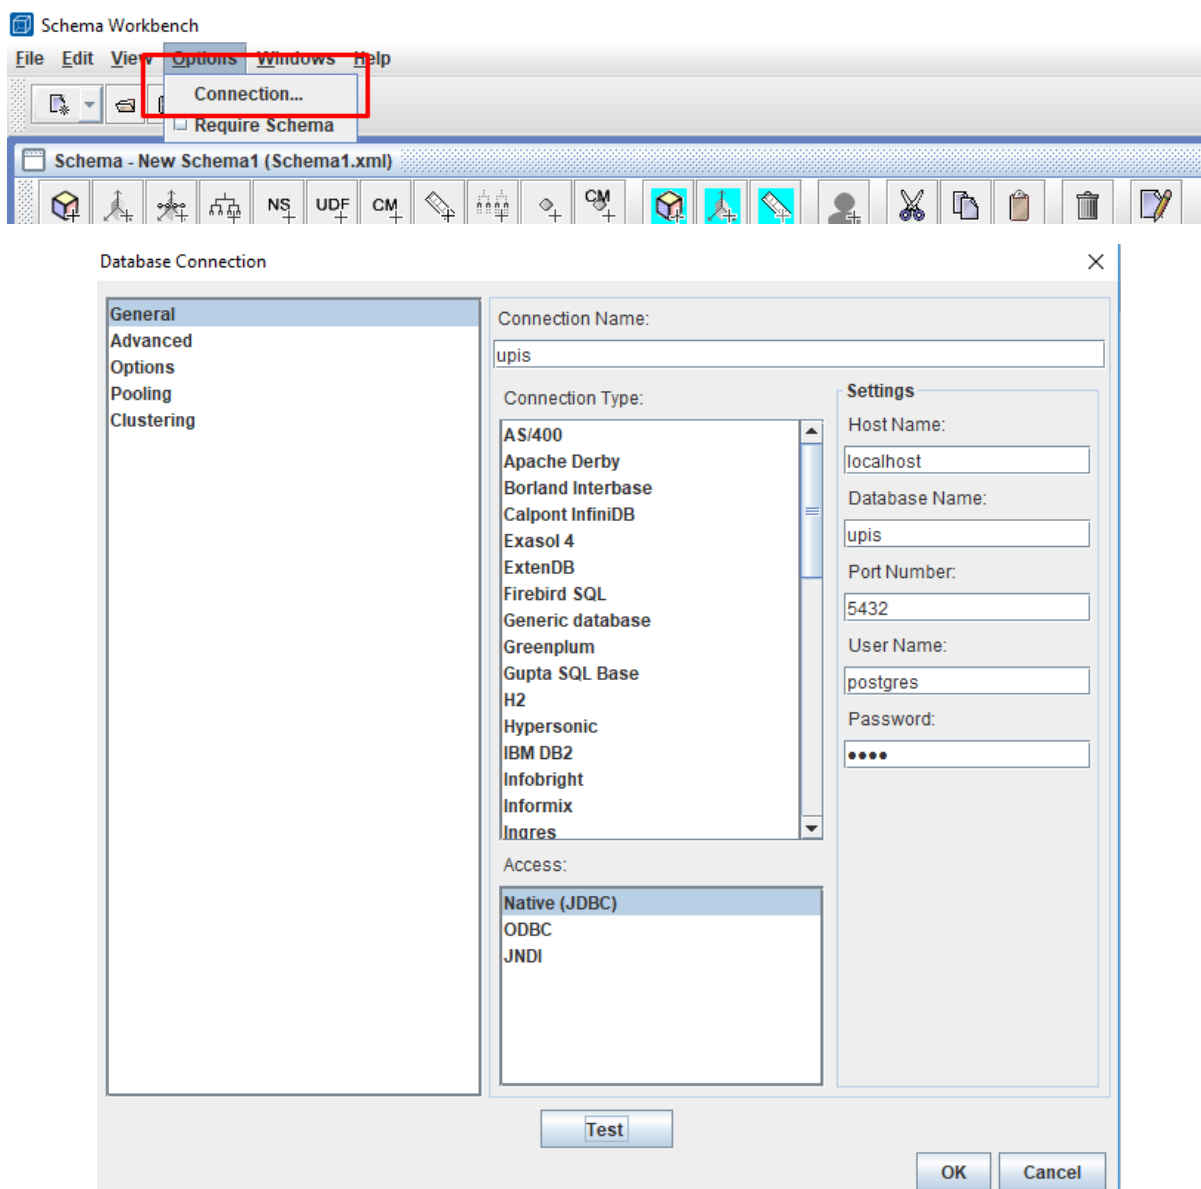 Schema Workbench
File Edit View Options Windows Help
Connection...
Require Schema
Schema - New Schema1 (Schema1.xml)
NS UDF CM CM
Database Connection
General
Advanced
Options
Pooling
Clustering
Connection Name:
upis
Connection Type:
AS/400
Apache Derby
Borland Interbase
Calpont InfiniDB
Exasol 4
ExtenDB
Firebird SQL
Generic database
Greenplum
Gupta SQL Base
H2
Hypersonic
IBM DB2
Infobright
Informix
Ingres
Access:
Native (JDBC)
ODBC
JNDI
Settings
Host Name:
localhost
Database Name:
upis
Port Number:
5432
User Name:
postgres
Password:
●●●●
Test
OK Cancel